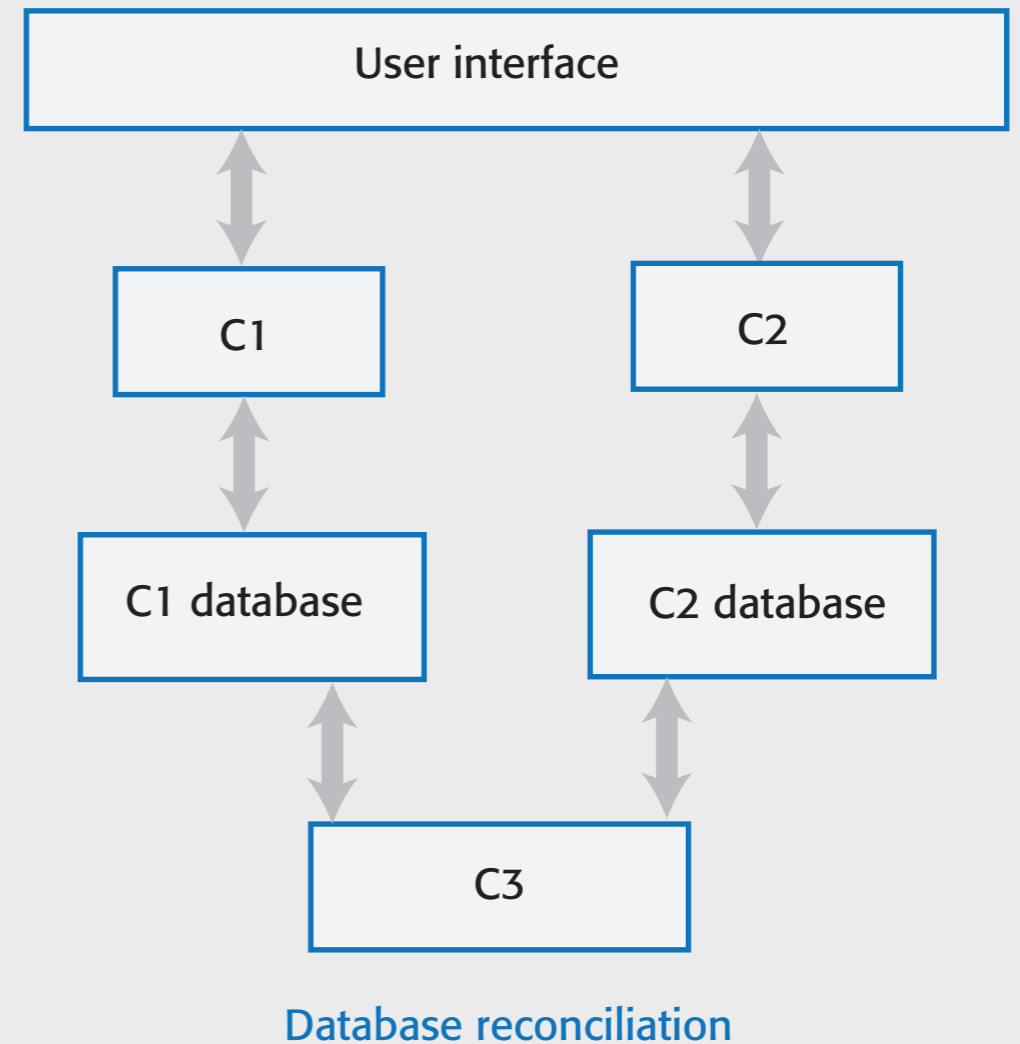 User interface
C1
C2
C1 database
C2 database
C3
Database reconciliation